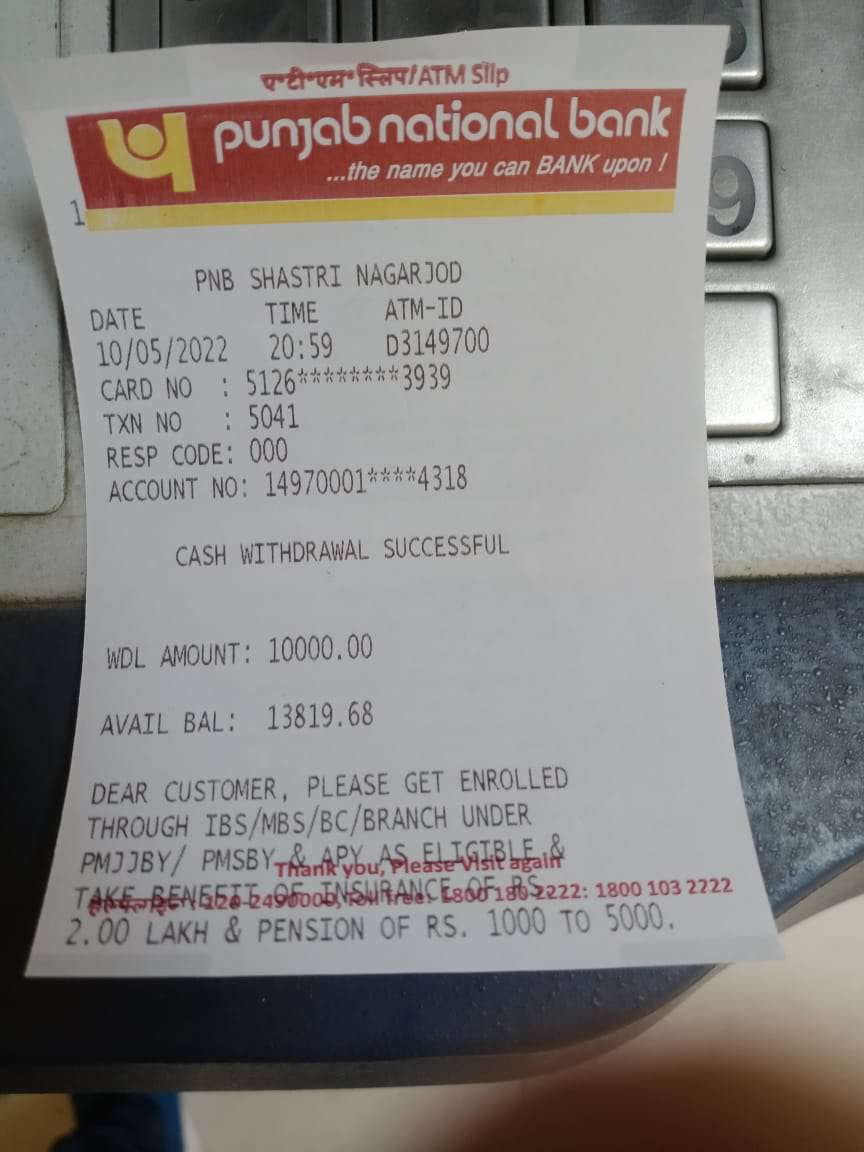 ए॰टी॰एम॰ स्लिप/ATM Slip
punjab national bank
...the name you can BANK upon !
1
PNB SHASTRI NAGARJOD
DATE TIME ATM-ID
10/05/2022 20:59 D3149700
CARD NO : 5126********3939
TXN NO : 5041
RESP CODE: 000
ACCOUNT NO: 14970001****4318
CASH WITHDRAWAL SUCCESSFUL
WDL AMOUNT: 10000.00
AVAIL BAL: 13819.68
DEAR CUSTOMER, PLEASE GET ENROLLED
THROUGH IBS/MBS/BC/BRANCH UNDER
PMJJBY/ PMSBY & APY AS ELIGIBLE &
Thank you, Please Visit again
TAKE BENEFIT OF INSURANCE OF RS.
120-2490000, Toll free: 1800 180 2222: 1800 103 2222
2.00 LAKH & PENSION OF RS. 1000 TO 5000.
9